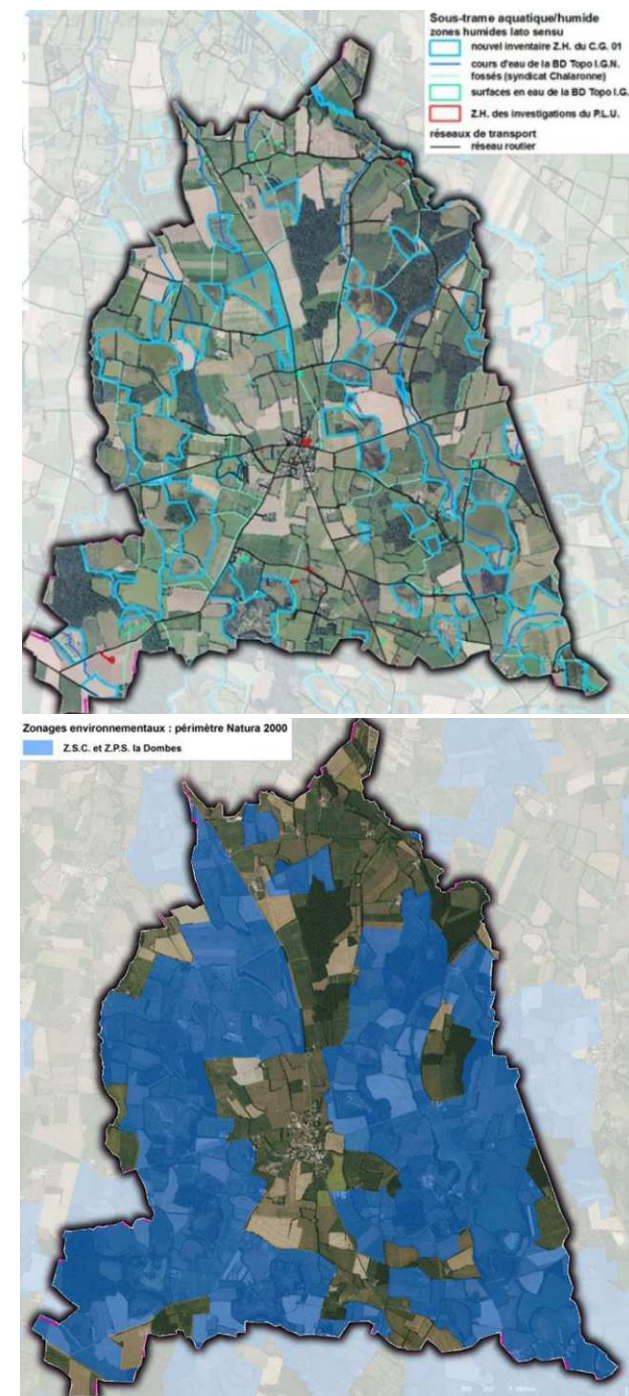 Sous-trame aquatique/humide
zones humides lato sensu
nouvel inventaire Z.H. du C.G. 01
cours d'eau de la BD Topo I.G.N.
fossés (syndicat Chalaronne)
surfaces en eau de la BD Topo I.G.
Z.H. des investigations du P.L.U.
réseaux de transport
réseau routier
Zonages environnementaux : périmètre Natura 2000
Z.S.C. et Z.P.S. la Dombes